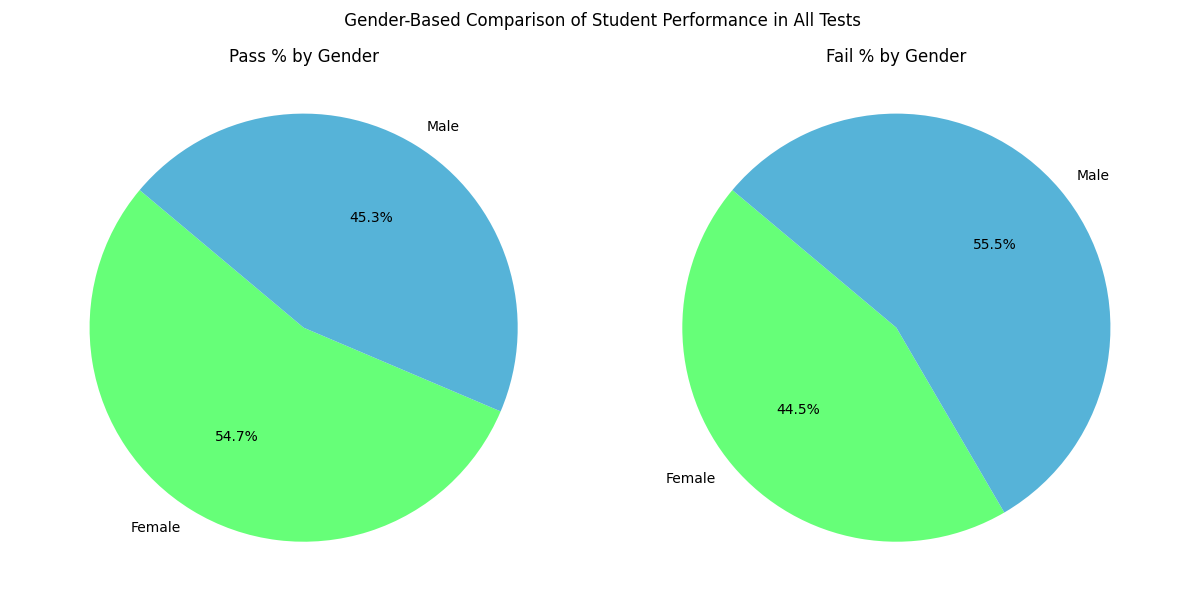 Gender-Based Comparison of Student Performance in All Tests
Pass % by Gender
Male
45.3%
54.7%
Female
Fail % by Gender
Male
55.5%
44.5%
Female